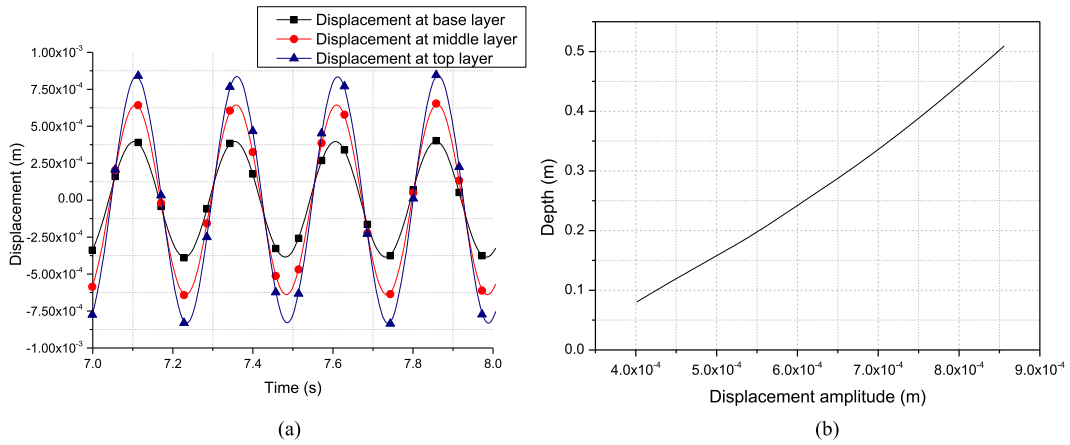 Displacement at base layer
Displacement at middle layer
Displacement at top layer
1.00x10⁻³
7.50x10⁻⁴
5.00x10⁻⁴
2.50x10⁻⁴
0.00
-2.50x10⁻⁴
-5.00x10⁻⁴
-7.50x10⁻⁴
-1.00x10⁻³
Displacement (m)
7.0 7.2 7.4 7.6 7.8 8.0
Time (s)
(a)
0.5
0.4
0.3
0.2
0.1
0.0
Depth (m)
4.0x10⁻⁴ 5.0x10⁻⁴ 6.0x10⁻⁴ 7.0x10⁻⁴ 8.0x10⁻⁴ 9.0x10⁻⁴
Displacement amplitude (m)
(b)